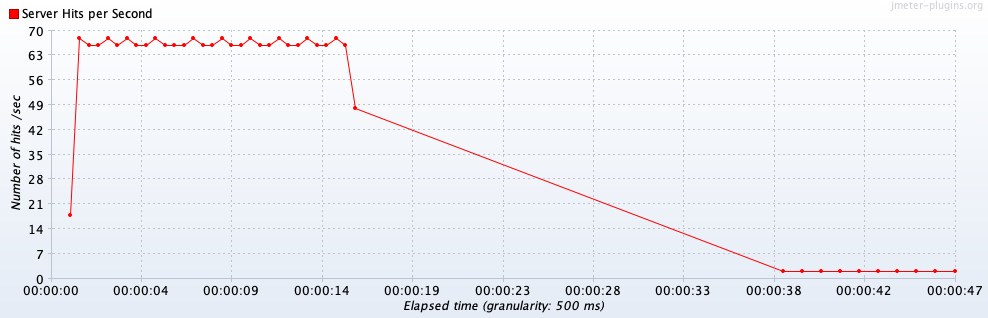 Server Hits per Second
jmeter-plugins.org
70
63
56
49
42
35
28
21
14
7
0
Number of hits /sec
00:00:00 00:00:04 00:00:09 00:00:14 00:00:19 00:00:23 00:00:28 00:00:33 00:00:38 00:00:42 00:00:47
Elapsed time (granularity: 500 ms)